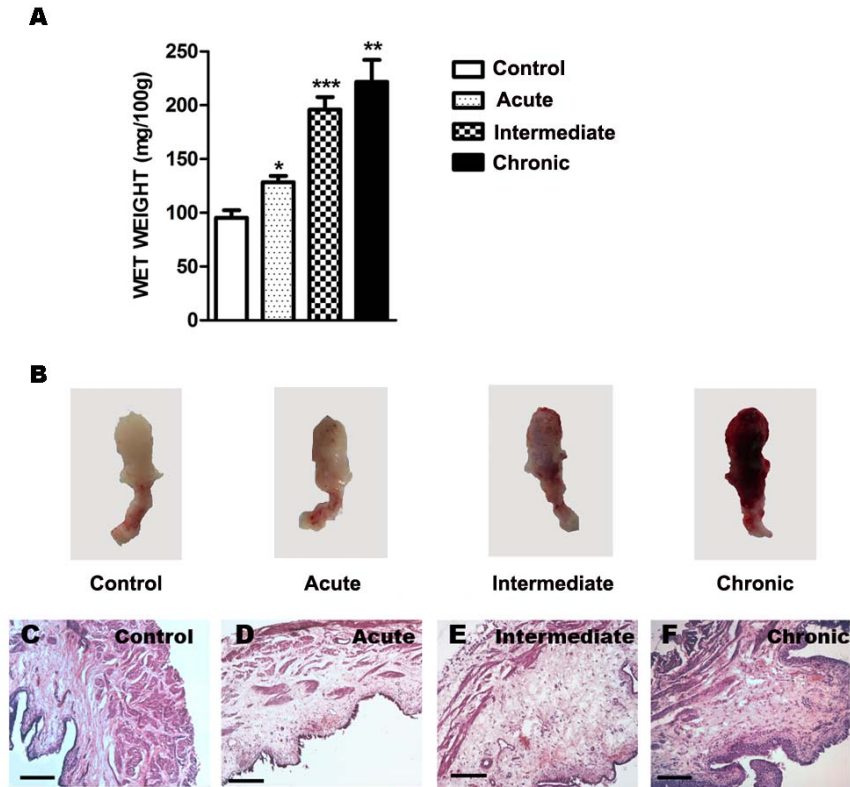 A
WET WEIGHT (mg/100g)
250
200
150
100
50
0
*
***
**
Control
Acute
Intermediate
Chronic
B
Control Acute Intermediate Chronic
C Control D Acute E Intermediate F Chronic